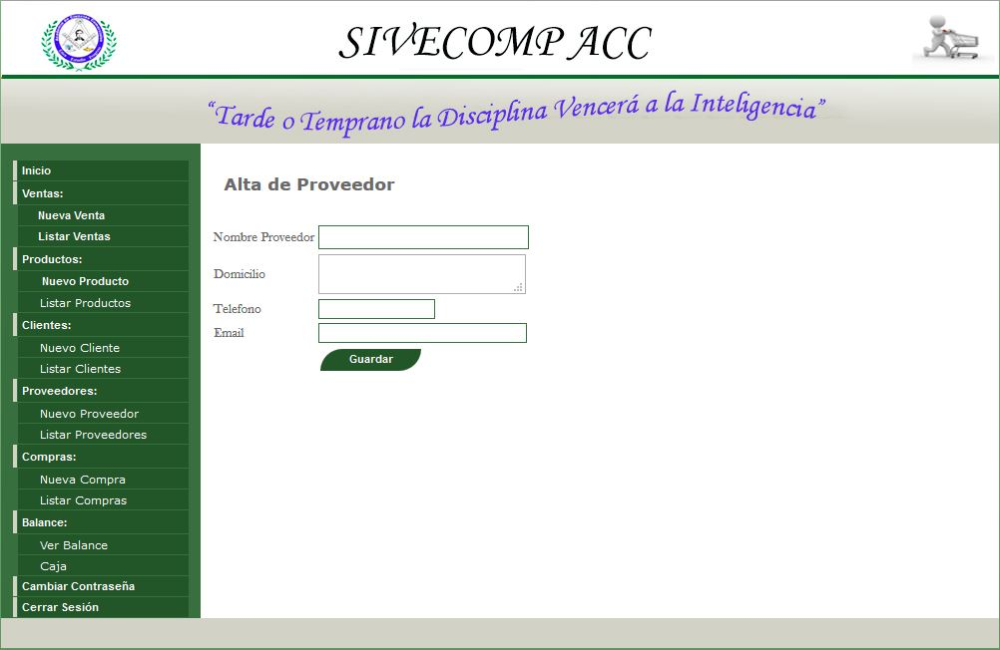 SIVECOMP ACC
“Tarde o Temprano la Disciplina Vencerá a la Inteligencia”
Inicio
Ventas:
Nueva Venta
Listar Ventas
Productos:
Nuevo Producto
Listar Productos
Clientes:
Nuevo Cliente
Listar Clientes
Proveedores:
Nuevo Proveedor
Listar Proveedores
Compras:
Nueva Compra
Listar Compras
Balance:
Ver Balance
Caja
Cambiar Contraseña
Cerrar Sesión
Alta de Proveedor
Nombre Proveedor
Domicilio
Telefono
Email
Guardar